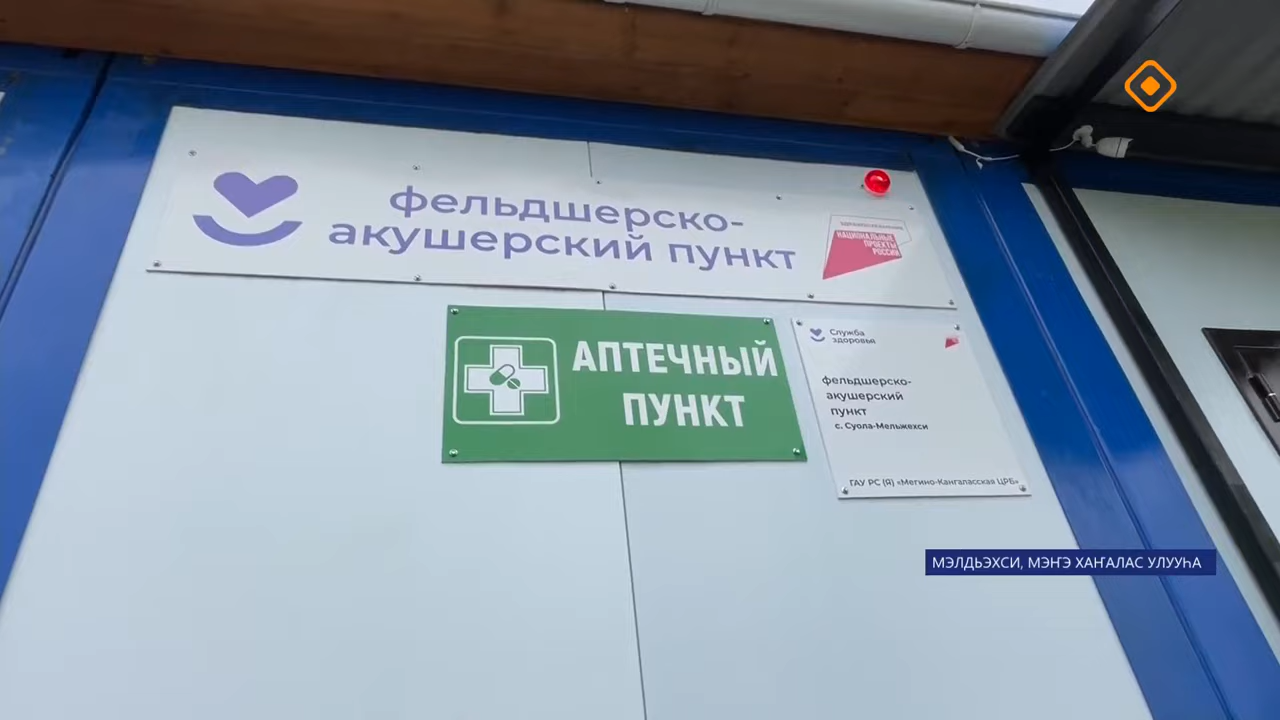 фельдшерско-
акушерский пункт
ЗДРАВООХРАНЕНИЕ
НАЦИОНАЛЬНЫЕ
ПРОЕКТЫ
РОССИИ
АПТЕЧНЫЙ
ПУНКТ
Служба
здоровья
фельдшерско-
акушерский
пункт
с. Суола-Мельжехси
ГАУ РС (Я) «Мегино-Кангаласская ЦРБ»
МЭЛДЬЭХСИ, МЭҤЭ ХАҤАЛАС УЛУУҺА